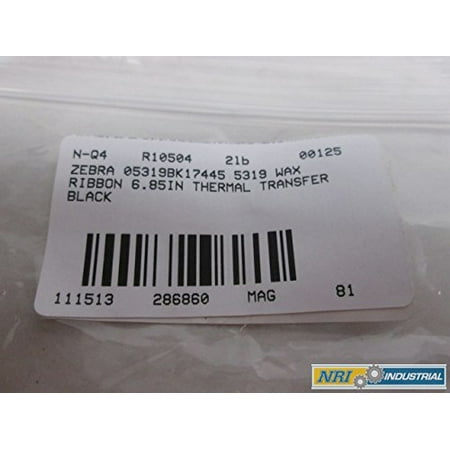 N-Q4 R10504 2lb 00125
ZEBRA 05319BK17445 5319 WAX
RIBBON 6.85IN THERMAL TRANSFER
BLACK
111513 286860 MAG 81
NRI INDUSTRIAL